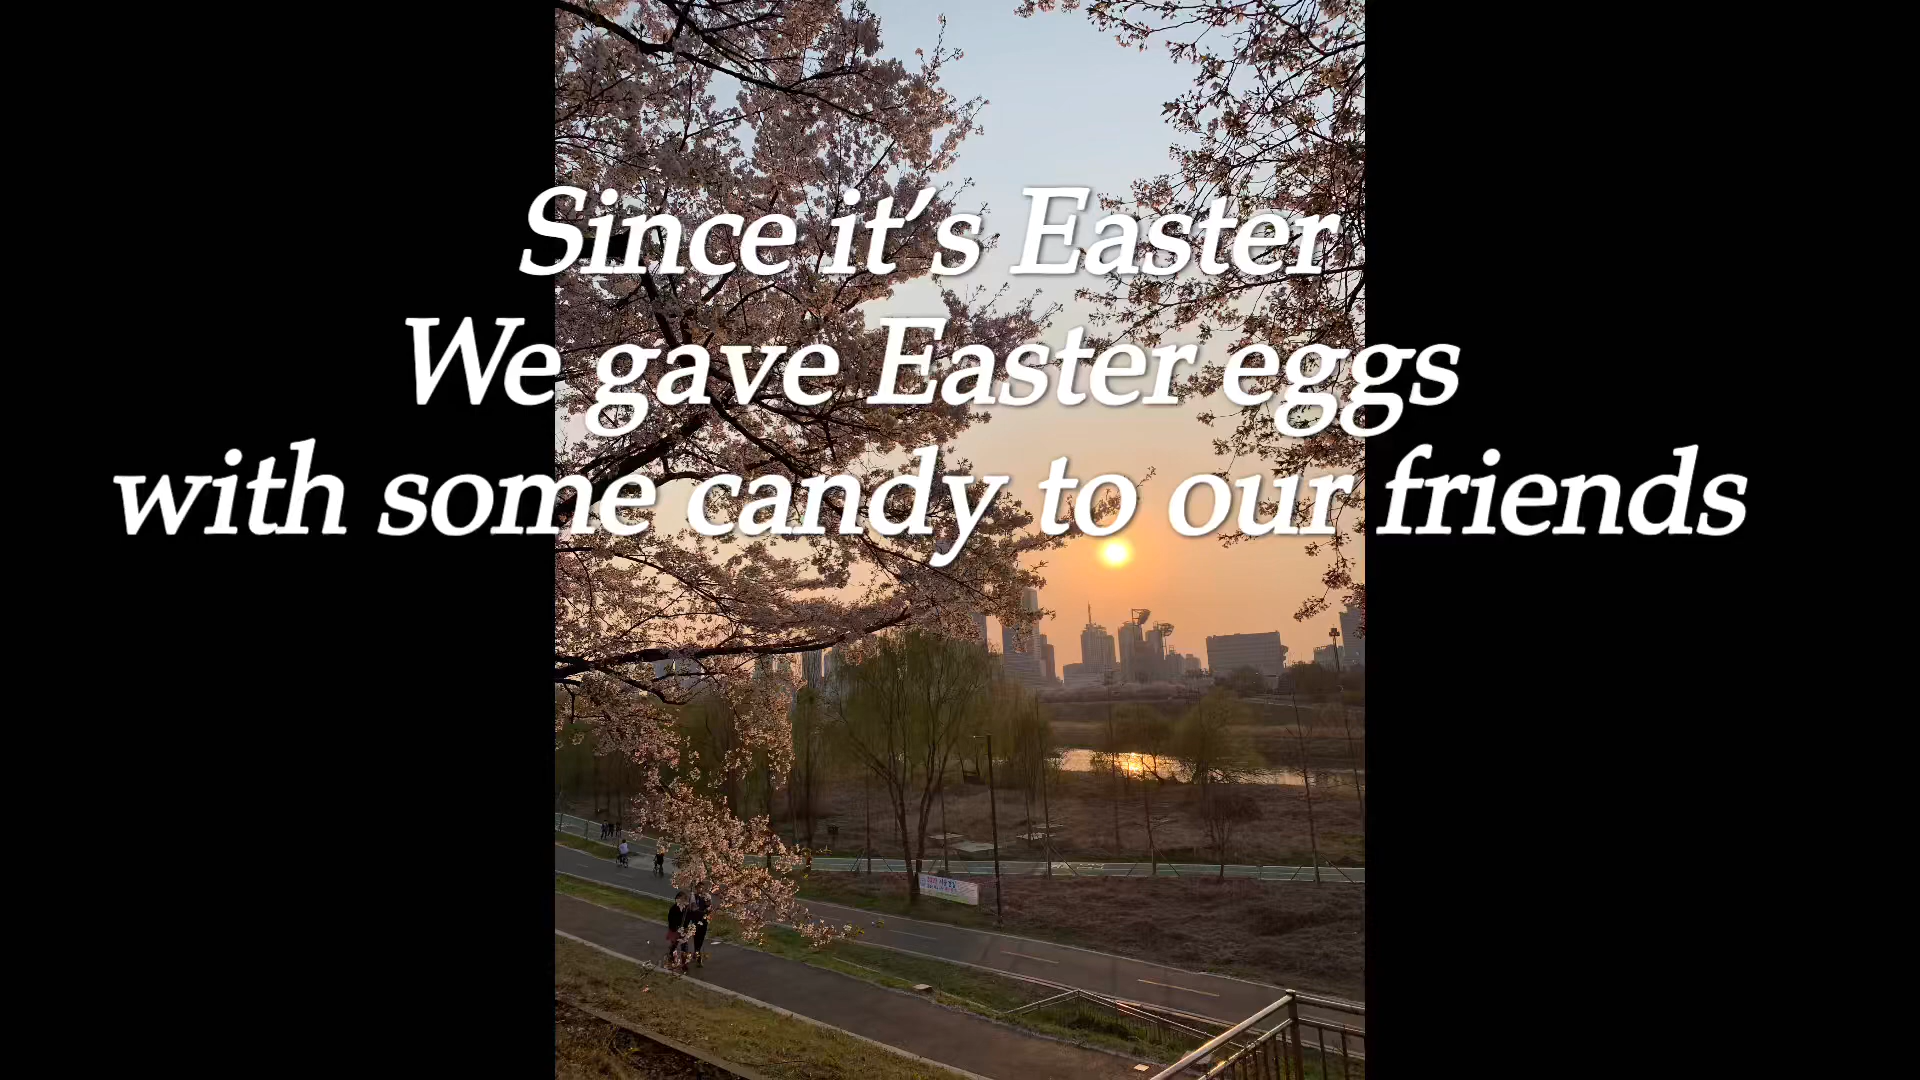 Since it’s Easter
We gave Easter eggs
with some candy to our friends